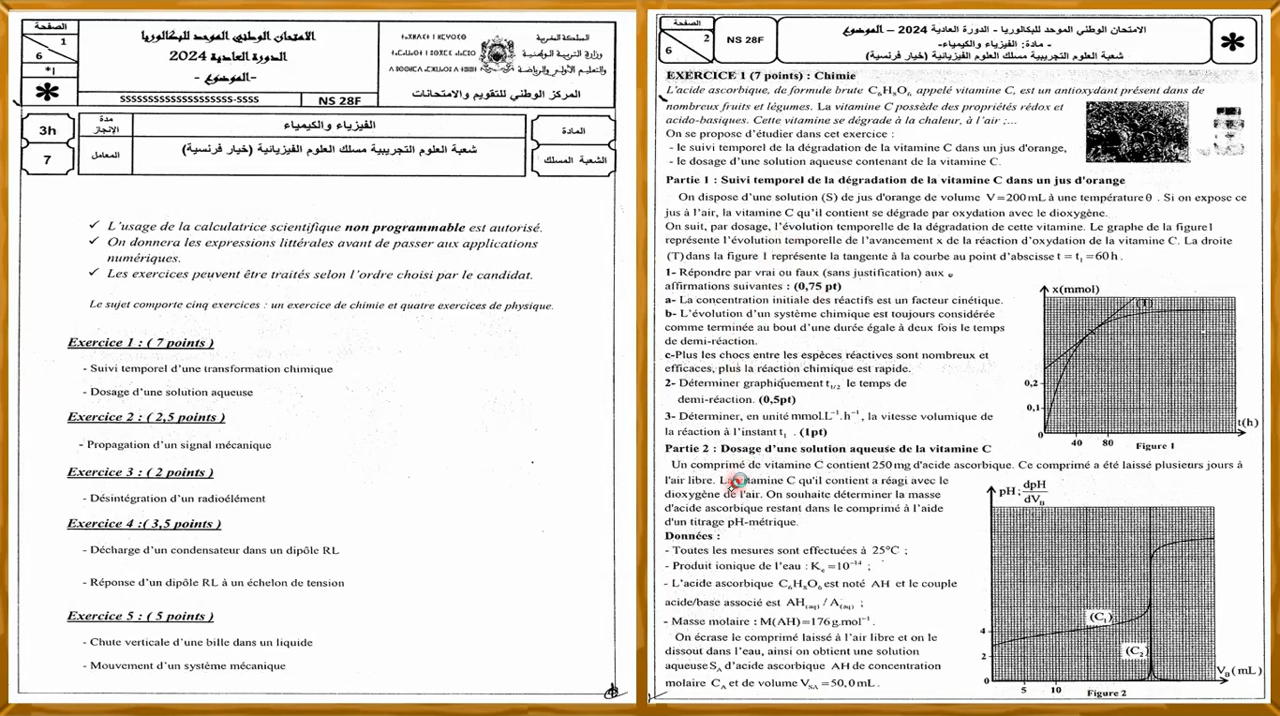 الصفحة
1
6
*I
الامتحان الوطني الموحد للبكالوريا
الدورة العادية 2024
-الموضوع-
المملكة المغربية
وزارة التربية الوطنية
والتعليم الأولي والرياضة
المركز الوطني للتقويم والامتحانات
SSSSSSSSSSSSSSSSSSSS-SSSS
NS 28F
3h
مدة الإنجاز
الفيزياء والكيمياء
المادة
7
المعامل
شعبة العلوم التجريبية مسلك العلوم الفيزيائية (خيار فرنسية)
الشعبة المسلك
✓ L'usage de la calculatrice scientifique non programmable est autorisé.
✓ On donnera les expressions littérales avant de passer aux applications
numériques.
✓ Les exercices peuvent être traités selon l'ordre choisi par le candidat.
Le sujet comporte cinq exercices : un exercice de chimie et quatre exercices de physique.
Exercice 1 : ( 7 points )
- Suivi temporel d'une transformation chimique
- Dosage d'une solution aqueuse
Exercice 2 : ( 2,5 points )
- Propagation d'un signal mécanique
Exercice 3 : ( 2 points )
- Désintégration d'un radioélément
Exercice 4 :( 3,5 points )
- Décharge d'un condensateur dans un dipôle RL
- Réponse d'un dipôle RL à un échelon de tension
Exercice 5 : ( 5 points )
- Chute verticale d'une bille dans un liquide
- Mouvement d'un système mécanique
الصفحة
2
6
NS 28F
الامتحان الوطني الموحد للبكالوريا - الدورة العادية 2024 – الموضوع
- مادة: الفيزياء والكيمياء-
شعبة العلوم التجريبية مسلك العلوم الفيزيائية (خيار فرنسية)
EXERCICE 1 (7 points) : Chimie
L'acide ascorbique, de formule brute C₆H₈O₆ appelé vitamine C, est un antioxydant présent dans de
nombreux fruits et légumes. La vitamine C possède des propriétés rédox et
acido-basiques. Cette vitamine se dégrade à la chaleur, à l'air ;...
On se propose d'étudier dans cet exercice :
- le suivi temporel de la dégradation de la vitamine C dans un jus d'orange,
- le dosage d'une solution aqueuse contenant de la vitamine C.
Partie 1 : Suivi temporel de la dégradation de la vitamine C dans un jus d'orange
On dispose d'une solution (S) de jus d'orange de volume V=200mL à une température θ . Si on expose ce
jus à l'air, la vitamine C qu'il contient se dégrade par oxydation avec le dioxygène.
On suit, par dosage, l'évolution temporelle de la dégradation de cette vitamine. Le graphe de la figure1
représente l'évolution temporelle de l'avancement x de la réaction d'oxydation de la vitamine C. La droite
(T)dans la figure 1 représente la tangente à la courbe au point d'abscisse t = t₁ =60h .
1- Répondre par vrai ou faux (sans justification) aux
affirmations suivantes : (0,75 pt)
a- La concentration initiale des réactifs est un facteur cinétique.
b- L'évolution d'un système chimique est toujours considérée
comme terminée au bout d'une durée égale à deux fois le temps
de demi-réaction.
c-Plus les chocs entre les espèces réactives sont nombreux et
efficaces, plus la réaction chimique est rapide.
2- Déterminer graphiquement t₁/₂ le temps de
demi-réaction. (0,5pt)
3- Déterminer, en unité mmol.L⁻¹.h⁻¹, la vitesse volumique de
la réaction à l'instant t₁ . (1pt)
x(mmol)
(T)
0,2
0,1
0
40 80
t(h)
Figure 1
Partie 2 : Dosage d'une solution aqueuse de la vitamine C
Un comprimé de vitamine C contient 250mg d'acide ascorbique. Ce comprimé a été laissé plusieurs jours à
l'air libre. La vitamine C qu'il contient a réagi avec le
dioxygène de l'air. On souhaite déterminer la masse
d'acide ascorbique restant dans le comprimé à l'aide
d'un titrage pH-métrique.
Données :
- Toutes les mesures sont effectuées à 25°C ;
- Produit ionique de l'eau : Kₑ =10⁻¹⁴ ;
- L'acide ascorbique C₆H₈O₆ est noté AH et le couple
acide/base associé est AH(aq) / A⁻(aq) ;
- Masse molaire : M(AH)=176g.mol⁻¹ .
On écrase le comprimé laissé à l'air libre et on le
dissout dans l'eau, ainsi on obtient une solution
aqueuse S_A d'acide ascorbique AH de concentration
molaire C_A et de volume V_SA =50,0mL .
pH ; dpH/dV_B
(C₁)
(C₂)
4
2
0
5 10
V_B(mL)
Figure 2